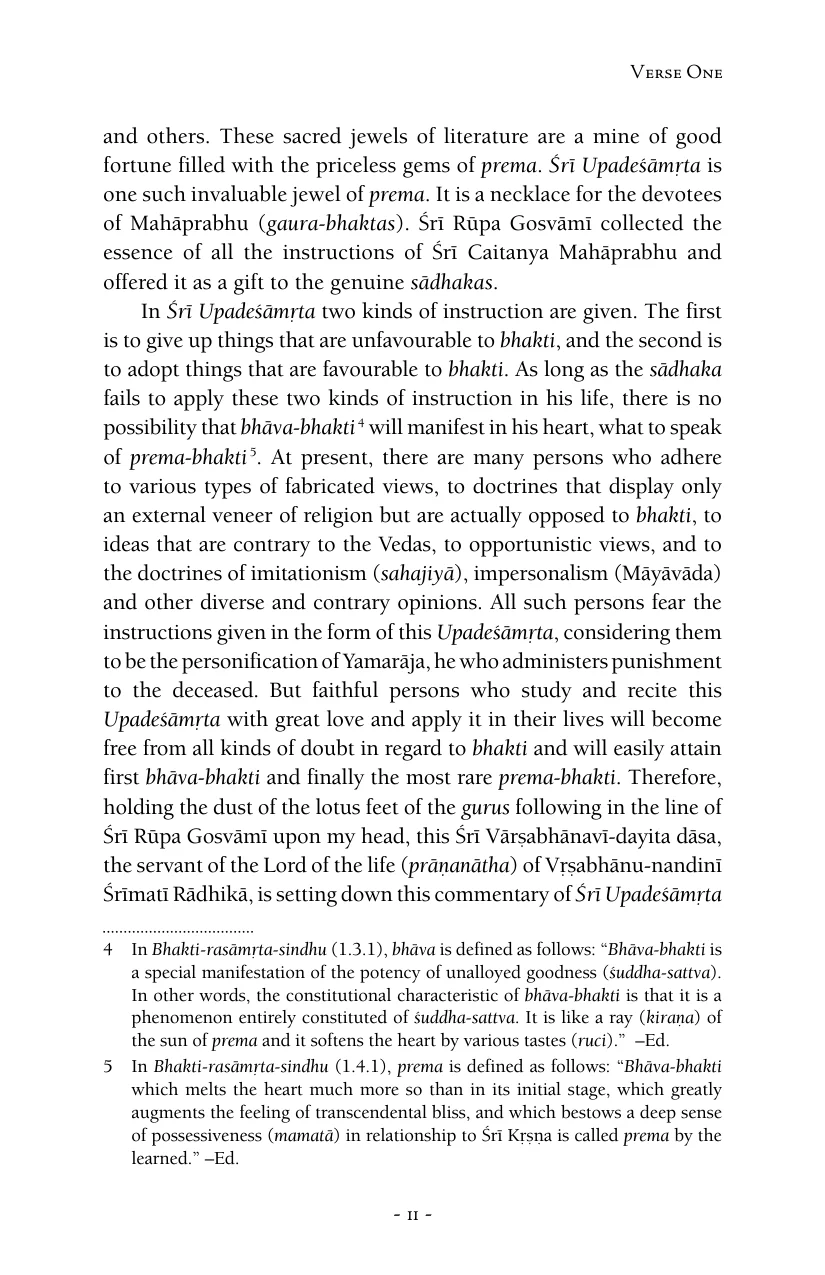 Verse One
and others. These sacred jewels of literature are a mine of good
fortune filled with the priceless gems of prema. Śrī Upadeśāmṛta is
one such invaluable jewel of prema. It is a necklace for the devotees
of Mahāprabhu (gaura-bhaktas). Śrī Rūpa Gosvāmī collected the
essence of all the instructions of Śrī Caitanya Mahāprabhu and
offered it as a gift to the genuine sādhakas.
In Śrī Upadeśāmṛta two kinds of instruction are given. The first
is to give up things that are unfavourable to bhakti, and the second is
to adopt things that are favourable to bhakti. As long as the sādhaka
fails to apply these two kinds of instruction in his life, there is no
possibility that bhāva-bhakti 4 will manifest in his heart, what to speak
of prema-bhakti 5. At present, there are many persons who adhere
to various types of fabricated views, to doctrines that display only
an external veneer of religion but are actually opposed to bhakti, to
ideas that are contrary to the Vedas, to opportunistic views, and to
the doctrines of imitationism (sahajiyā), impersonalism (Māyāvāda)
and other diverse and contrary opinions. All such persons fear the
instructions given in the form of this Upadeśāmṛta, considering them
to be the personification of Yamarāja, he who administers punishment
to the deceased. But faithful persons who study and recite this
Upadeśāmṛta with great love and apply it in their lives will become
free from all kinds of doubt in regard to bhakti and will easily attain
first bhāva-bhakti and finally the most rare prema-bhakti. Therefore,
holding the dust of the lotus feet of the gurus following in the line of
Śrī Rūpa Gosvāmī upon my head, this Śrī Vārṣabhānavī-dayita dāsa,
the servant of the Lord of the life (prāṇanātha) of Vṛṣabhānu-nandinī
Śrīmatī Rādhikā, is setting down this commentary of Śrī Upadeśāmṛta
4 In Bhakti-rasāmṛta-sindhu (1.3.1), bhāva is defined as follows: “Bhāva-bhakti is
a special manifestation of the potency of unalloyed goodness (śuddha-sattva).
In other words, the constitutional characteristic of bhāva-bhakti is that it is a
phenomenon entirely constituted of śuddha-sattva. It is like a ray (kiraṇa) of
the sun of prema and it softens the heart by various tastes (ruci).” –Ed.
5 In Bhakti-rasāmṛta-sindhu (1.4.1), prema is defined as follows: “Bhāva-bhakti
which melts the heart much more so than in its initial stage, which greatly
augments the feeling of transcendental bliss, and which bestows a deep sense
of possessiveness (mamatā) in relationship to Śrī Kṛṣṇa is called prema by the
learned.” –Ed.
- 11 -